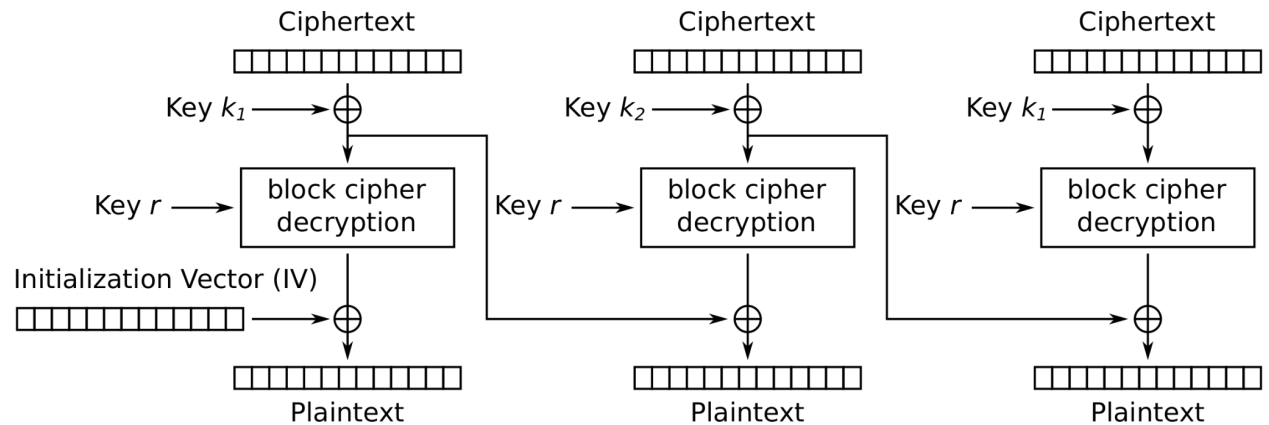 Ciphertext
Ciphertext
Ciphertext
Key k1
Key k2
Key k1
block cipher
decryption
block cipher
decryption
block cipher
decryption
Key r
Key r
Key r
Initialization Vector (IV)
Plaintext
Plaintext
Plaintext